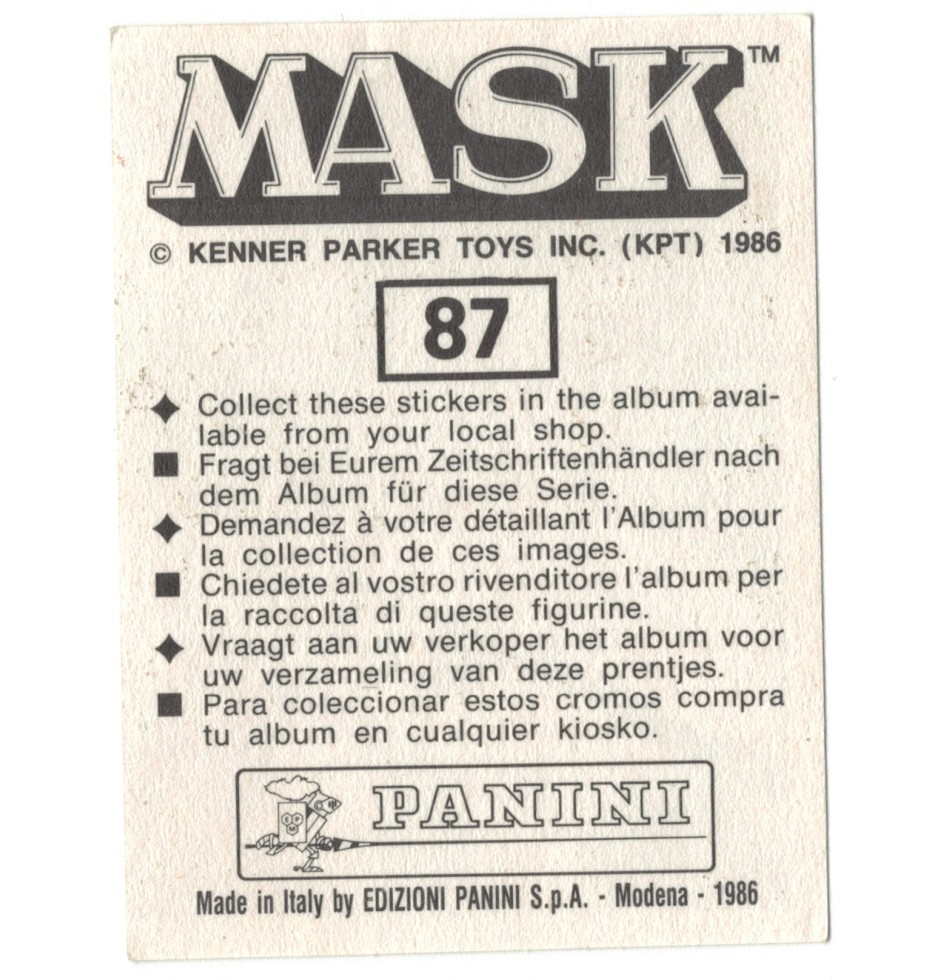 MASK™
© KENNER PARKER TOYS INC. (KPT) 1986
87
Collect these stickers in the album avai-
lable from your local shop.
Fragt bei Eurem Zeitschriftenhändler nach
dem Album für diese Serie.
Demandez à votre détaillant l'Album pour
la collection de ces images.
Chiedete al vostro rivenditore l'album per
la raccolta di queste figurine.
Vraagt aan uw verkoper het album voor
uw verzameling van deze prentjes.
Para coleccionar estos cromos compra
tu album en cualquier kiosko.
PANINI
Made in Italy by EDIZIONI PANINI S.p.A. - Modena - 1986